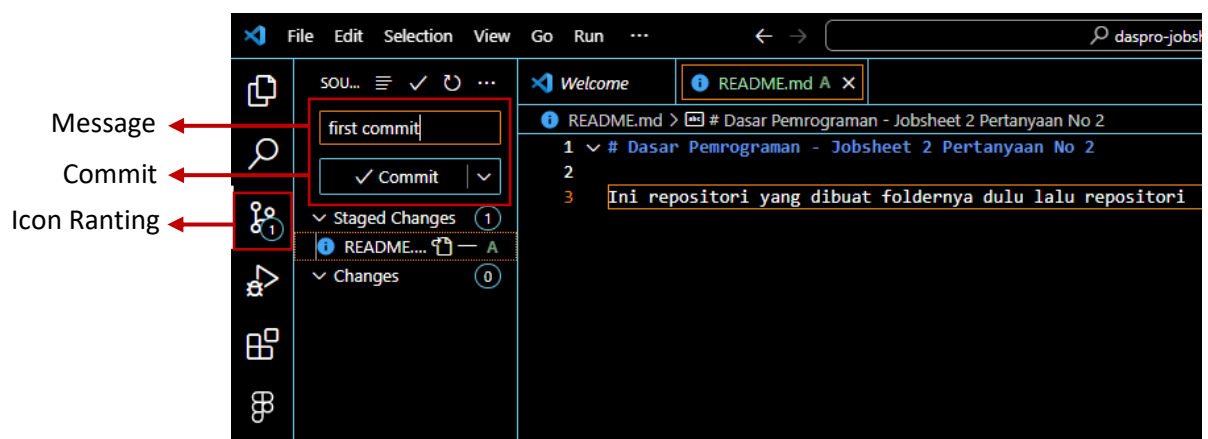 File Edit Selection View Go Run ···
daspro-jobsh
SOU... ···
Welcome
README.md A
Message
first commit
README.md > # Dasar Pemrograman - Jobsheet 2 Pertanyaan No 2
1 # Dasar Pemrograman - Jobsheet 2 Pertanyaan No 2
2
3 Ini repositori yang dibuat foldernya dulu lalu repositori
Commit
Commit
Icon Ranting
1
Staged Changes 1
README.... A
Changes 0